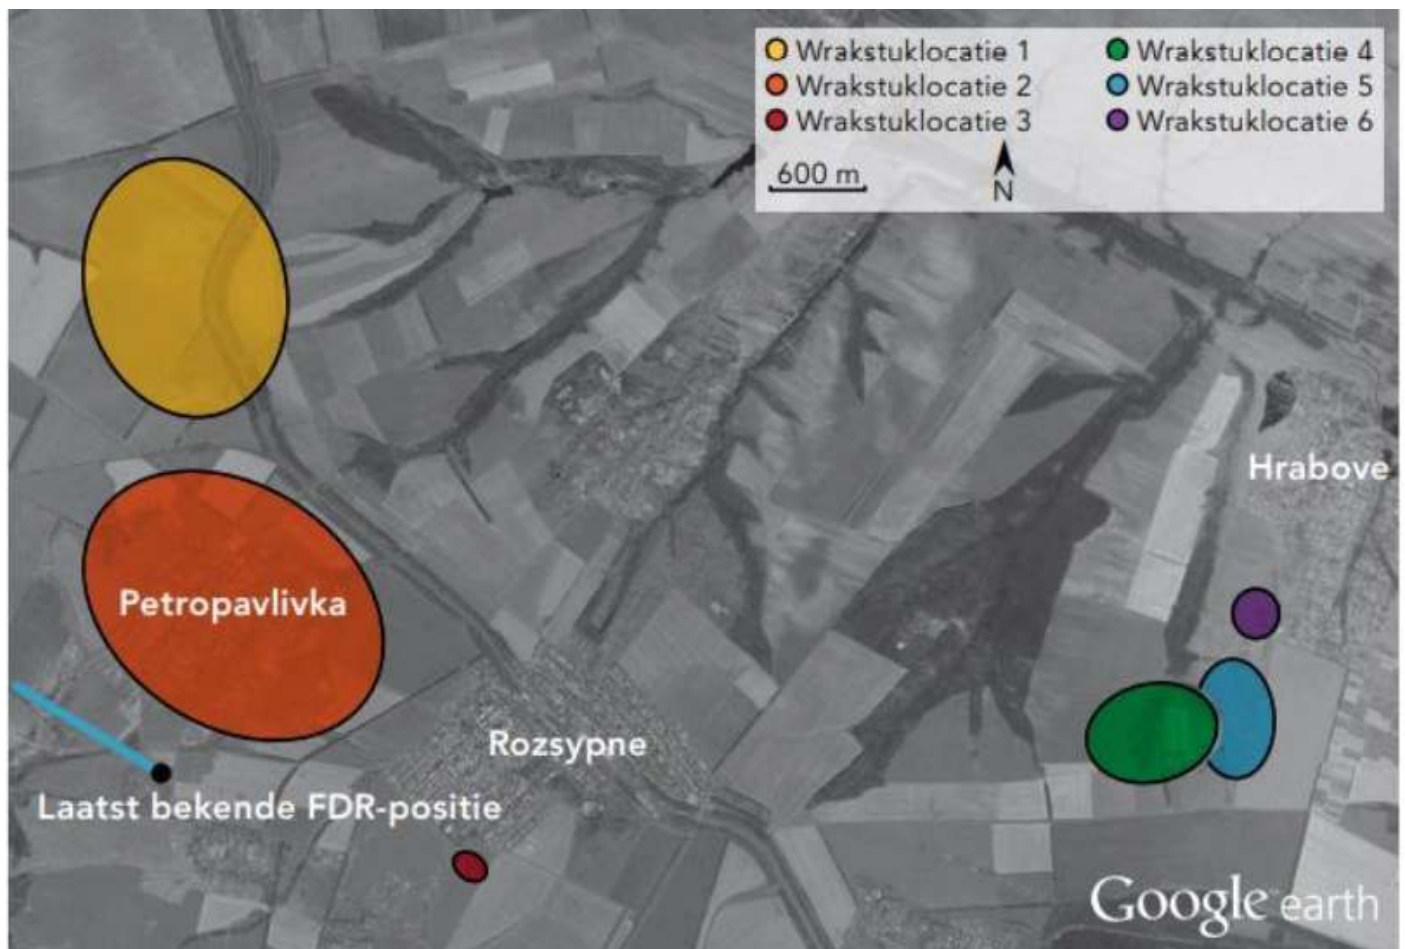 Wrakstuklocatie 1
Wrakstuklocatie 2
Wrakstuklocatie 3
Wrakstuklocatie 4
Wrakstuklocatie 5
Wrakstuklocatie 6
600 m
N
Hrabove
Petropavlivka
Rozsypne
Laatst bekende FDR-positie
Google earth